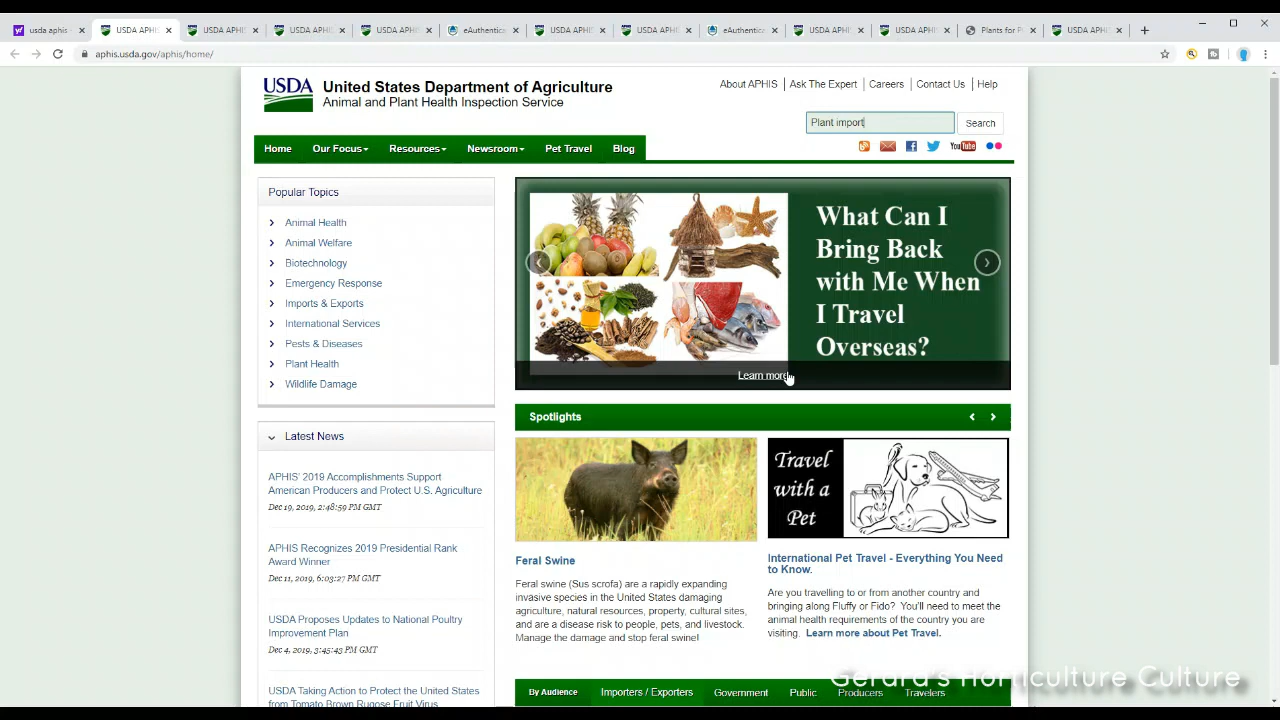 usda aphis
USDA APHIS
USDA APHIS
USDA APHIS
USDA APHIS
eAuthentica
USDA APHIS
USDA APHIS
eAuthentica
USDA APHIS
USDA APHIS
Plants for P
USDA APHIS
aphis.usda.gov/aphis/home/
USDA
United States Department of Agriculture
Animal and Plant Health Inspection Service
About APHIS
Ask The Expert
Careers
Contact Us
Help
Plant import
Search
Home
Our Focus
Resources
Newsroom
Pet Travel
Blog
YouTube
Popular Topics
Animal Health
Animal Welfare
Biotechnology
Emergency Response
Imports & Exports
International Services
Pests & Diseases
Plant Health
Wildlife Damage
What Can I
Bring Back
with Me When
I Travel
Overseas?
Learn more
Latest News
APHIS' 2019 Accomplishments Support
American Producers and Protect U.S. Agriculture
Dec 19, 2019, 2:48:59 PM GMT
APHIS Recognizes 2019 Presidential Rank
Award Winner
Dec 11, 2019, 6:03:27 PM GMT
USDA Proposes Updates to National Poultry
Improvement Plan
Dec 4, 2019, 3:45:43 PM GMT
USDA Taking Action to Protect the United States
from Tomato Brown Rugose Fruit Virus
Spotlights
Feral Swine
Feral swine (Sus scrofa) are a rapidly expanding
invasive species in the United States damaging
agriculture, natural resources, property, cultural sites,
and are a disease risk to people, pets, and livestock.
Manage the damage and stop feral swine!
Travel
with a
Pet
International Pet Travel - Everything You Need
to Know.
Are you travelling to or from another country and
bringing along Fluffy or Fido? You'll need to meet the
animal health requirements of the country you are
visiting. Learn more about Pet Travel.
By Audience
Importers / Exporters
Government
Public
Producers
Travelers
Gerard's Horticulture Culture